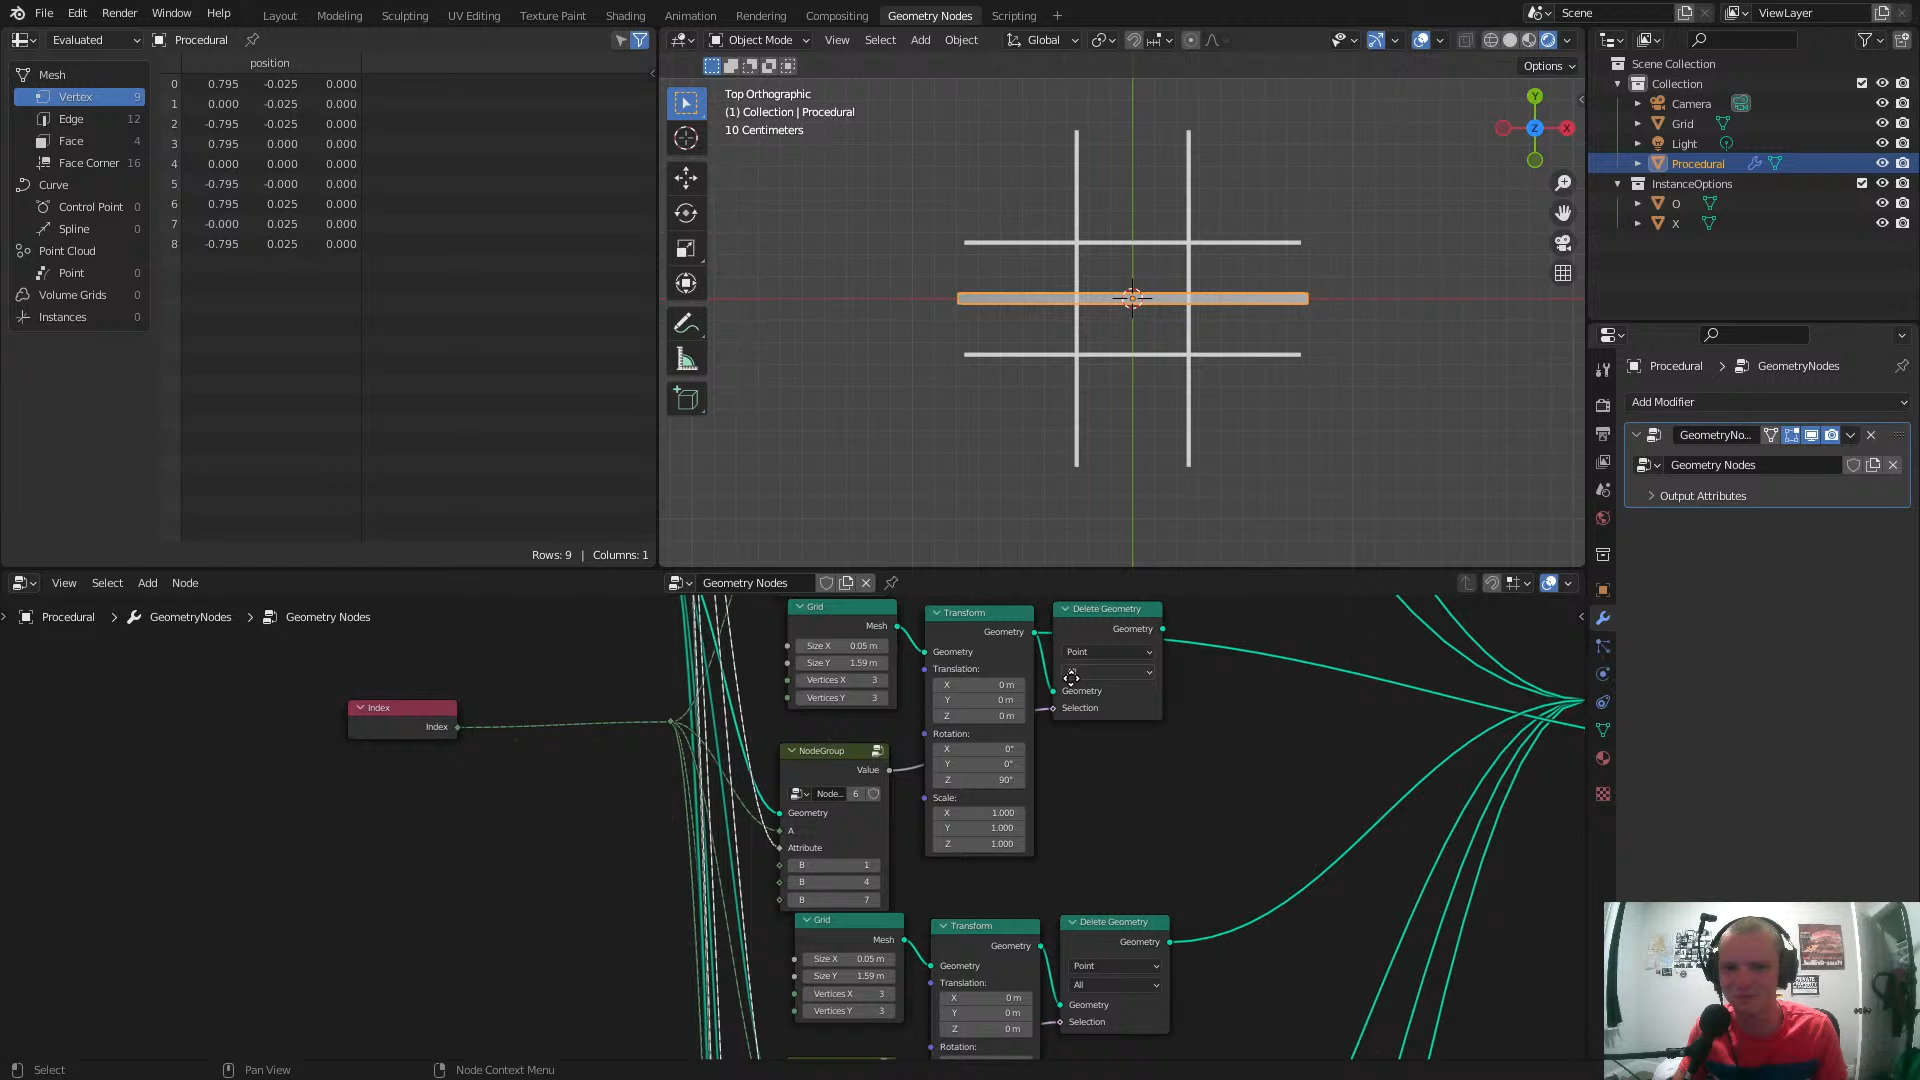 File Edit Render Window Help Layout Modeling Sculpting UV Editing Texture Paint Shading Animation Rendering Compositing Geometry Nodes Scripting + Scene ViewLayer
Evaluated Procedural
position
Mesh
Vertex 9
Edge 12
Face 4
Face Corner 16
Curve
Control Point 0
Spline 0
Point Cloud
Point 0
Volume Grids 0
Instances 0
0 0.795 -0.025 0.000
1 0.000 -0.025 0.000
2 -0.795 -0.025 0.000
3 0.795 0.000 0.000
4 0.000 0.000 0.000
5 -0.795 -0.000 0.000
6 0.795 0.025 0.000
7 -0.000 0.025 0.000
8 -0.795 0.025 0.000
Rows: 9 | Columns: 1
Object Mode View Select Add Object Global
Options
Top Orthographic
(1) Collection | Procedural
10 Centimeters
Y
Z
X
Scene Collection
Collection
Camera
Grid
Light
Procedural
InstanceOptions
O
X
Procedural > GeometryNodes
Add Modifier
GeometryNo...
Geometry Nodes
Output Attributes
View Select Add Node Geometry Nodes
Procedural > GeometryNodes > Geometry Nodes
Index
Index
Grid
Mesh
Size X 0.05 m
Size Y 1.59 m
Vertices X 3
Vertices Y 3
Transform
Geometry
Geometry
Translation:
X 0 m
Y 0 m
Z 0 m
Rotation:
X 0°
Y 0°
Z 90°
Scale:
X 1.000
Y 1.000
Z 1.000
Delete Geometry
Geometry
Point
Geometry
Selection
NodeGroup
Value
Node... 6
Geometry
A
Attribute
B 1
B 4
B 7
Grid
Mesh
Size X 0.05 m
Size Y 1.59 m
Vertices X 3
Vertices Y 3
Transform
Geometry
Geometry
Translation:
X 0 m
Y 0 m
Z 0 m
Rotation:
Delete Geometry
Geometry
Point
All
Geometry
Selection
Select Pan View Node Context Menu